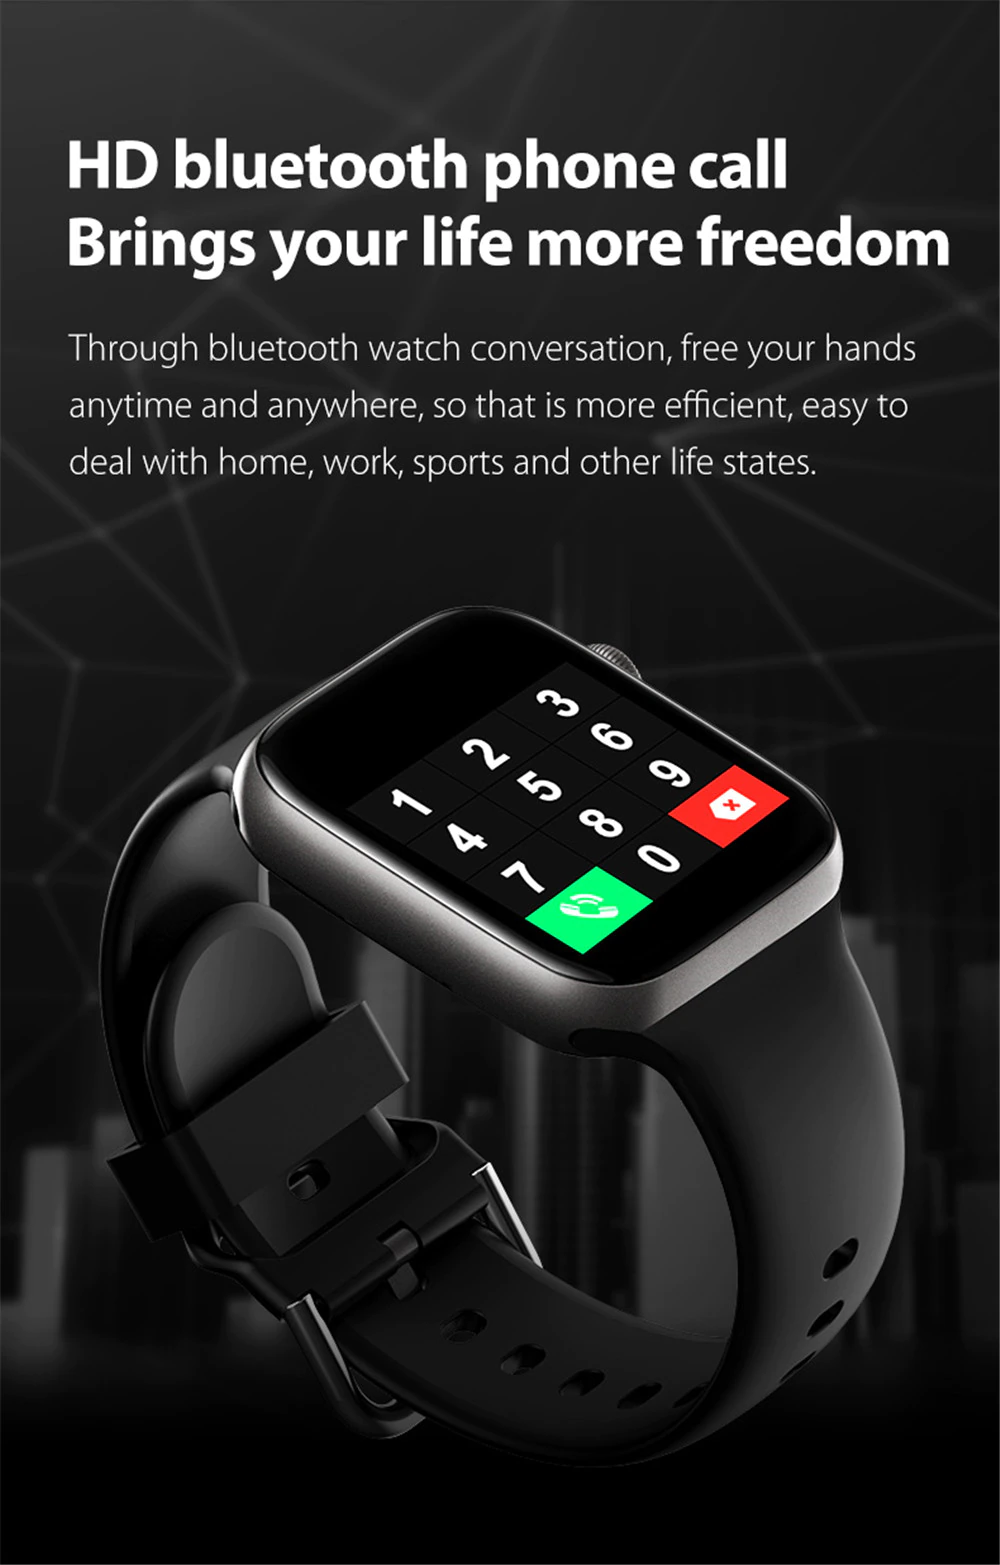 HD bluetooth phone call
Brings your life more freedom
Through bluetooth watch conversation, free your hands
anytime and anywhere, so that is more efficient, easy to
deal with home, work, sports and other life states.
1 2 3
4 5 6
7 8 9
0